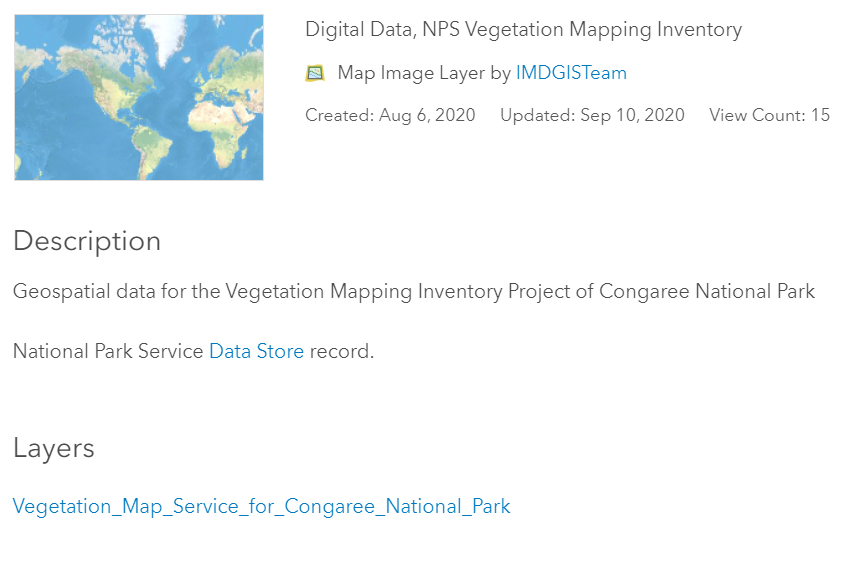 Digital Data, NPS Vegetation Mapping Inventory
Map Image Layer by IMDGISTeam
Created: Aug 6, 2020 Updated: Sep 10, 2020 View Count: 15
Description
Geospatial data for the Vegetation Mapping Inventory Project of Congaree National Park
National Park Service Data Store record.
Layers
Vegetation_Map_Service_for_Congaree_National_Park